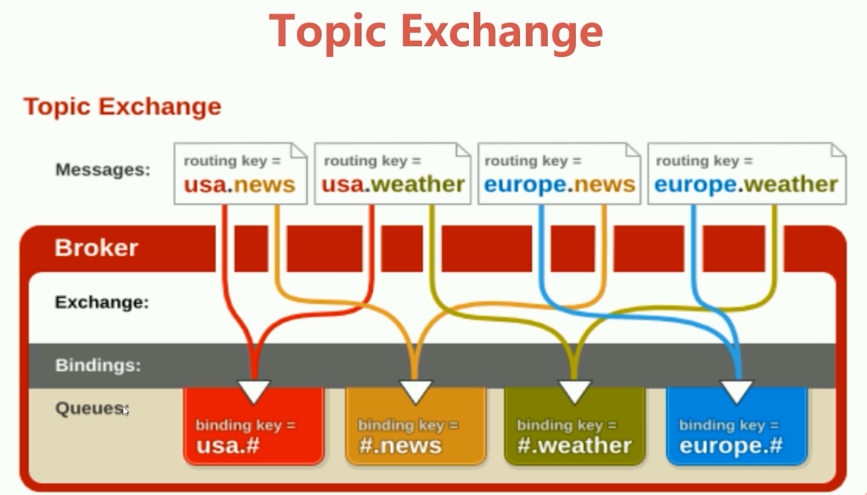 Topic Exchange
Topic Exchange
Messages:
routing key =
usa.news
routing key =
usa.weather
routing key =
europe.news
routing key =
europe.weather
Broker
Exchange:
Bindings:
Queues:
binding key =
usa.#
binding key =
#.news
binding key =
#.weather
binding key =
europe.#